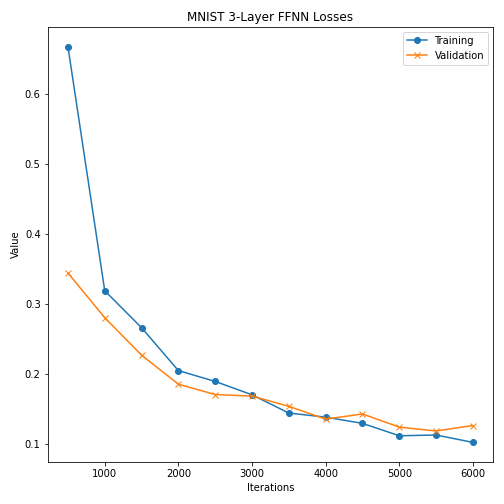 MNIST 3-Layer FFNN Losses
Training
Validation
Value
0.6
0.5
0.4
0.3
0.2
0.1
1000 2000 3000 4000 5000 6000
Iterations